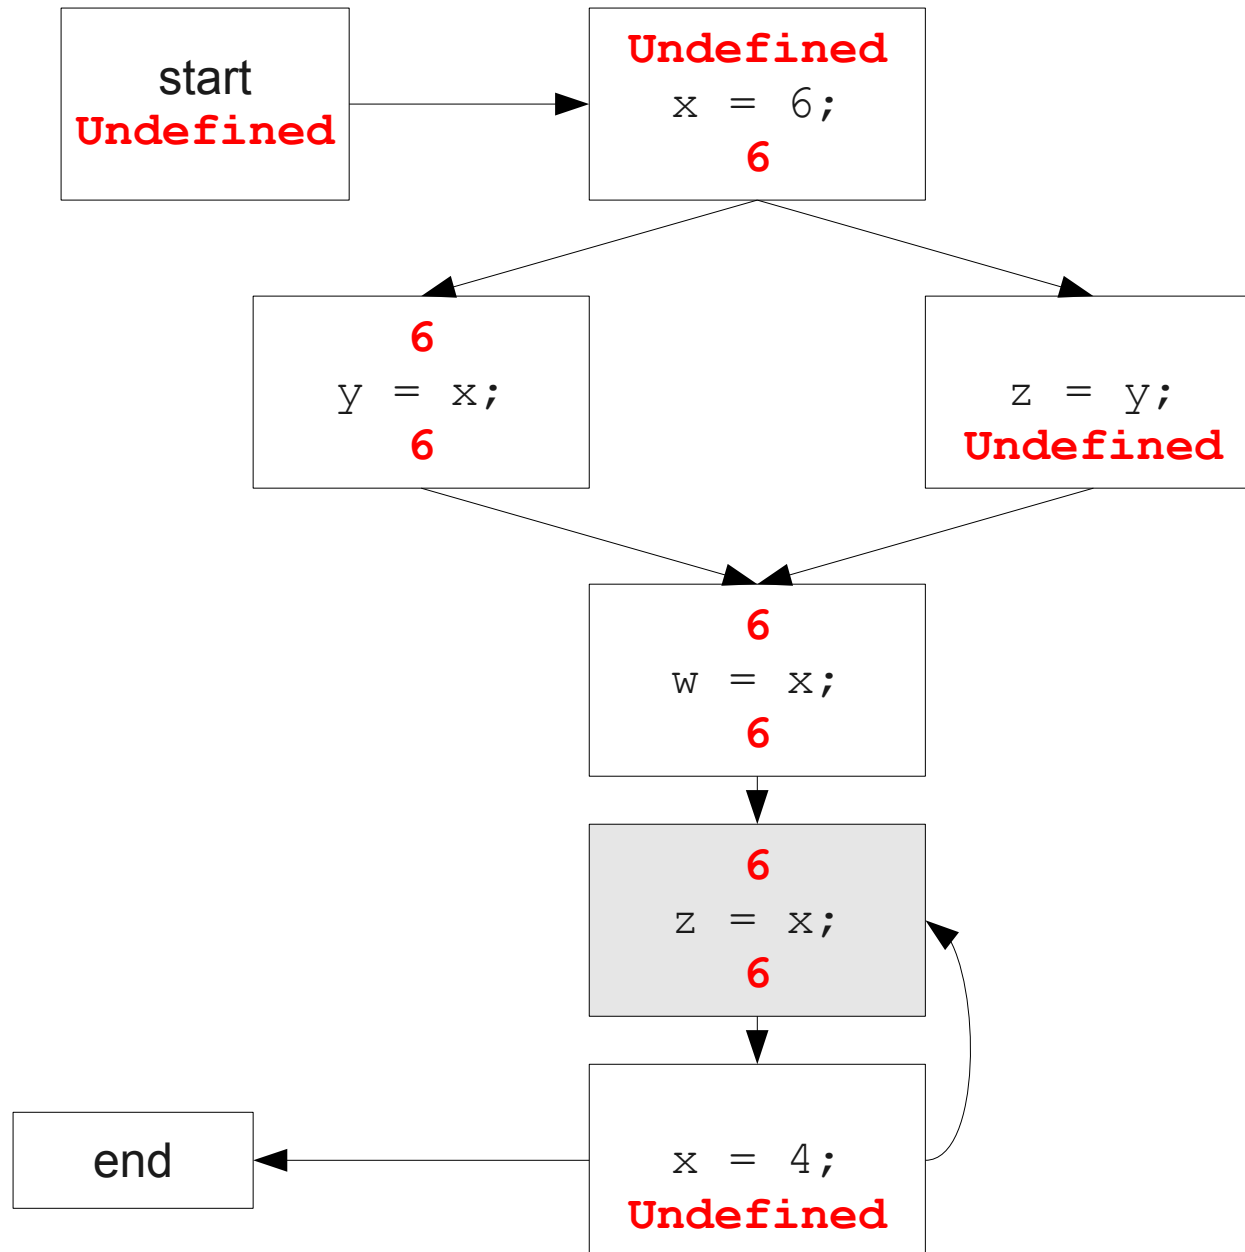 start
Undefined
Undefined
x = 6;
6
6
y = x;
6
z = y;
Undefined
6
w = x;
6
6
z = x;
6
end
x = 4;
Undefined